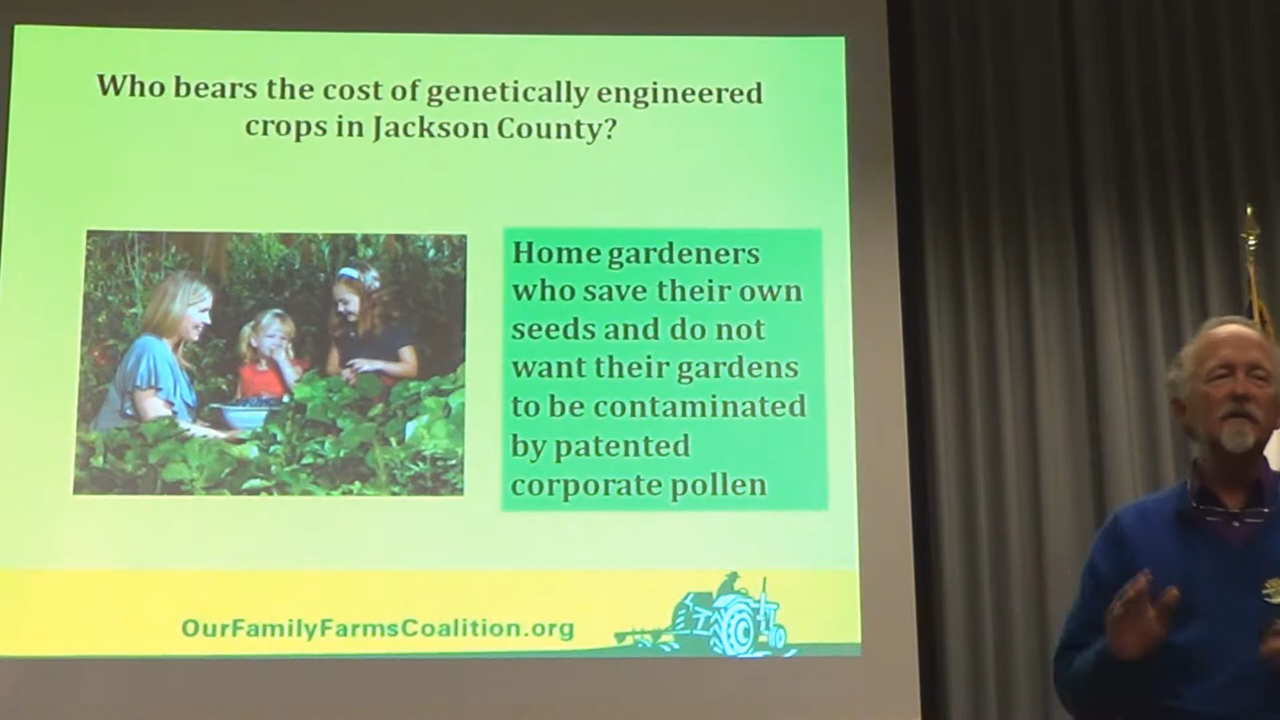 Who bears the cost of genetically engineered
crops in Jackson County?
Home gardeners
who save their own
seeds and do not
want their gardens
to be contaminated
by patented
corporate pollen
OurFamilyFarmsCoalition.org